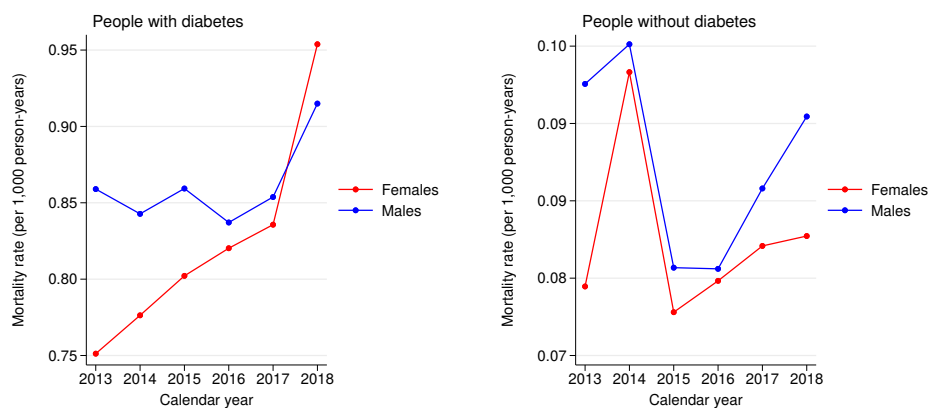 People with diabetes
Mortality rate (per 1,000 person-years)
0.95
0.90
0.85
0.80
0.75
2013 2014 2015 2016 2017 2018
Calendar year
Females
Males
People without diabetes
Mortality rate (per 1,000 person-years)
0.10
0.09
0.09
0.08
0.07
2013 2014 2015 2016 2017 2018
Calendar year
Females
Males